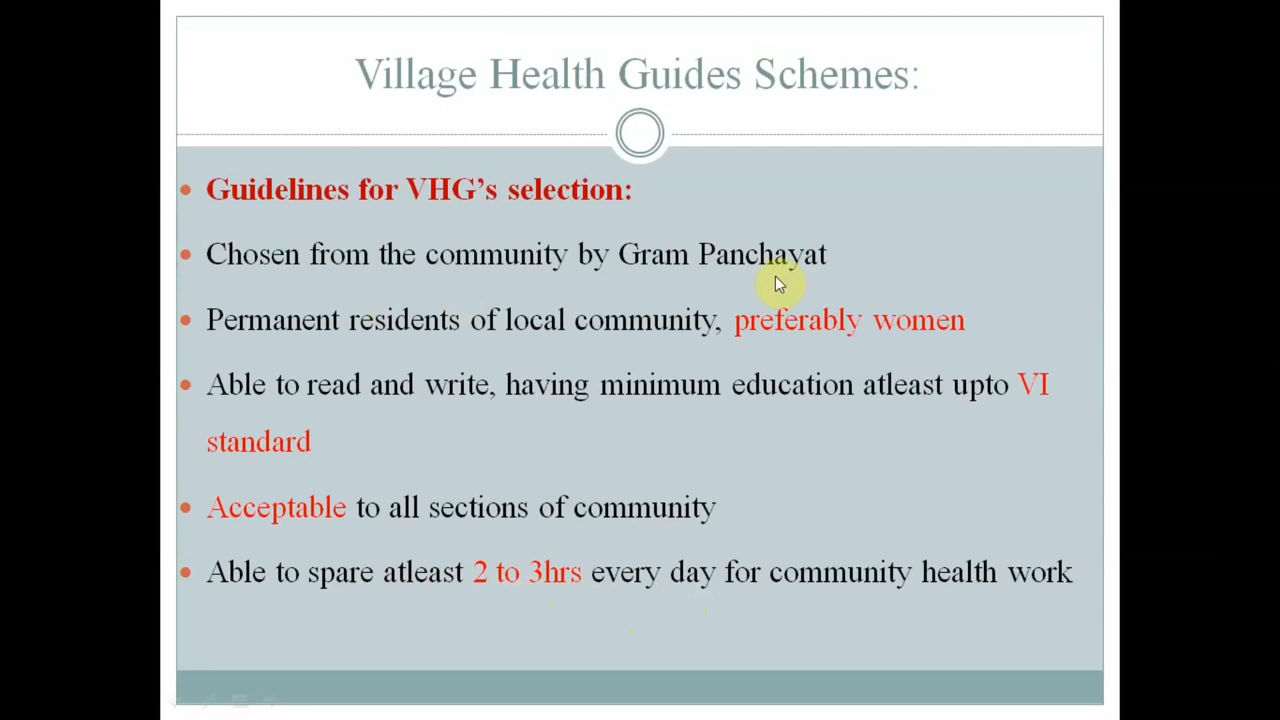 Village Health Guides Schemes:
Guidelines for VHG's selection:
Chosen from the community by Gram Panchayat
Permanent residents of local community, preferably women
Able to read and write, having minimum education atleast upto VI
standard
Acceptable to all sections of community
Able to spare atleast 2 to 3hrs every day for community health work